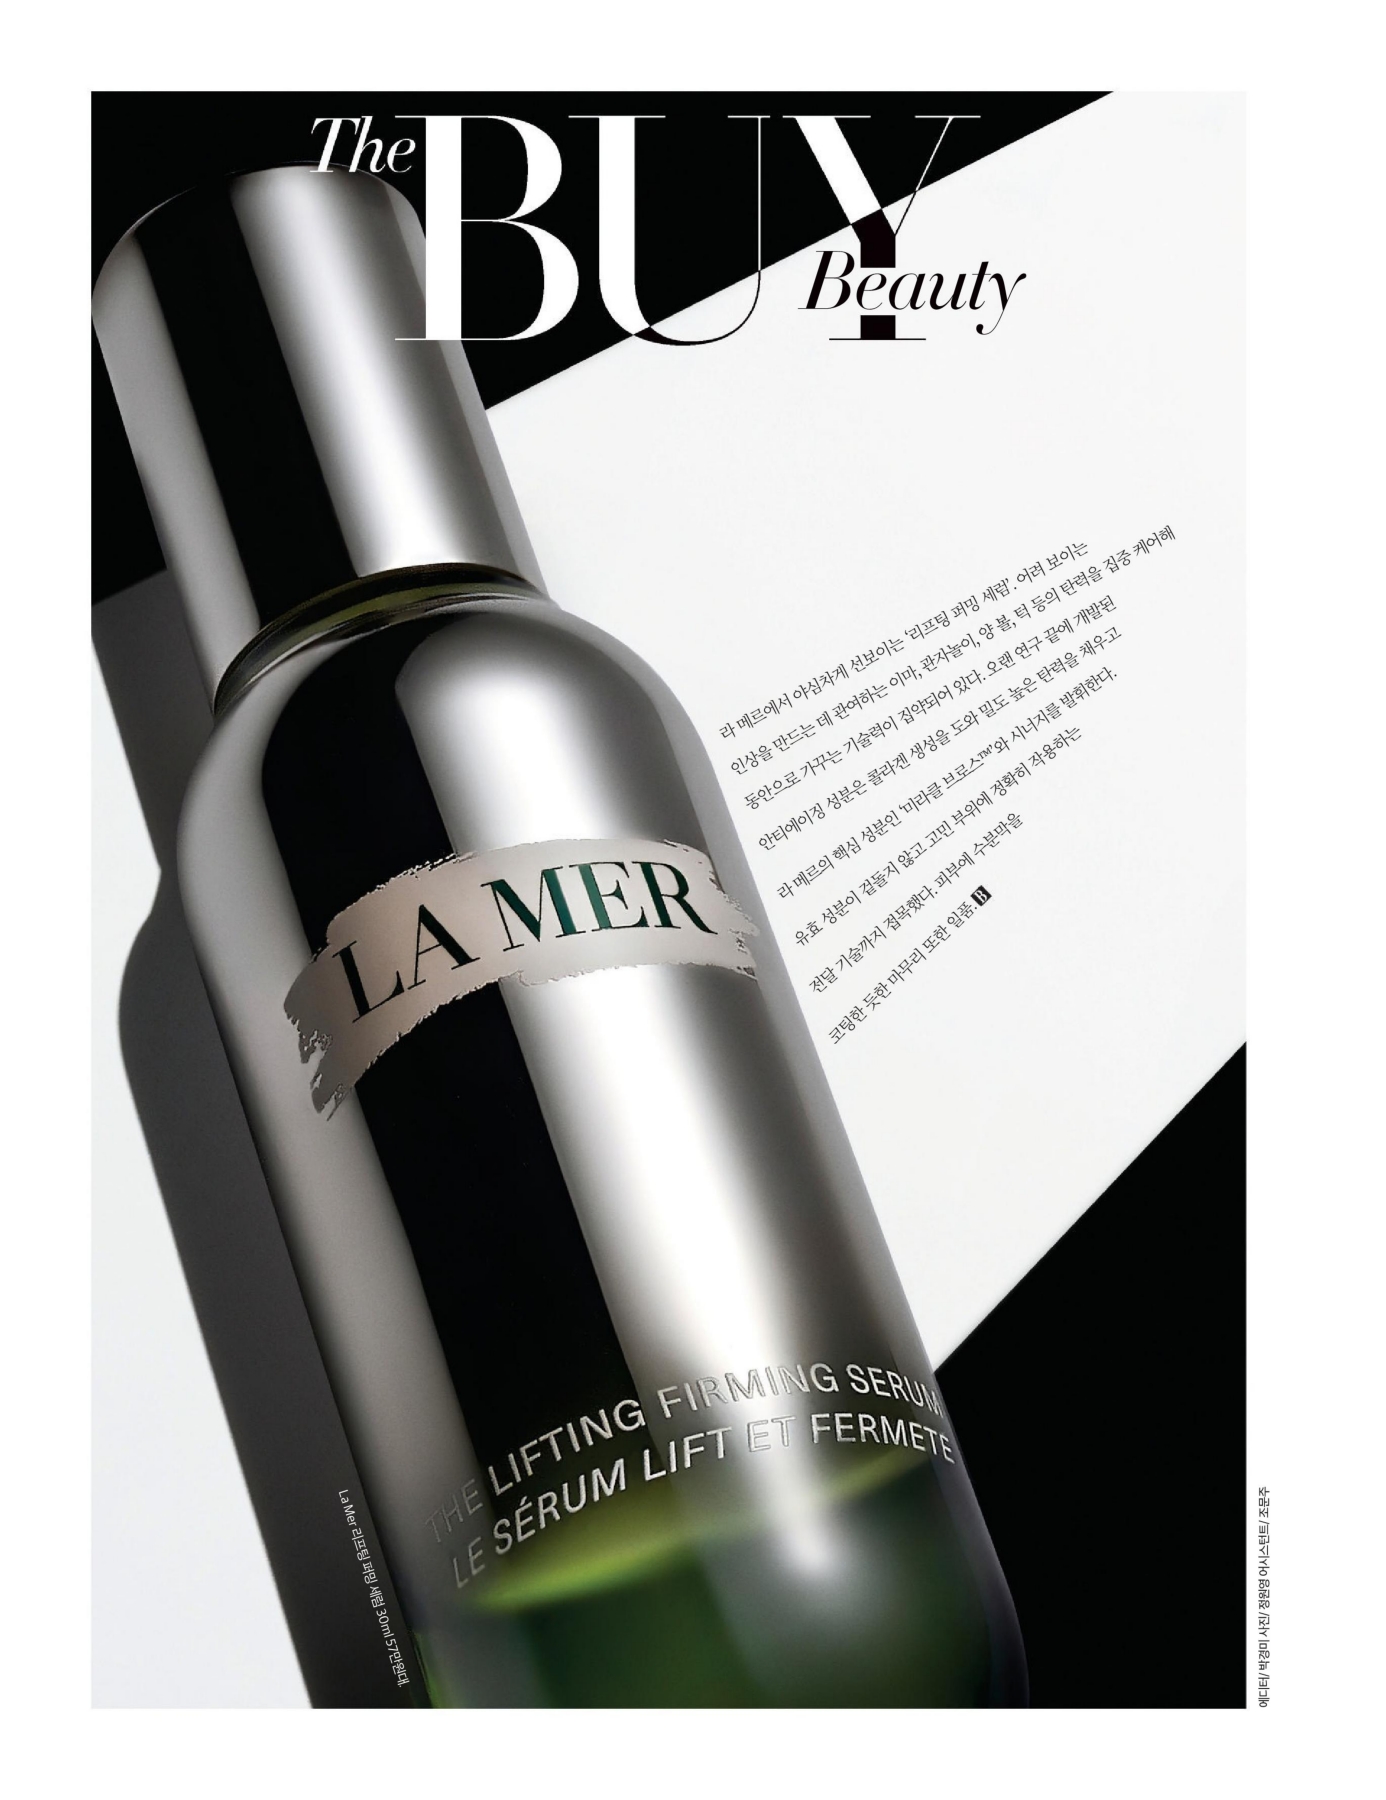 The
BUY
Beauty
라 메르에서 야심차게 선보이는 ‘리프팅 퍼밍 세럼’. 어려 보이는
인상을 만드는 데 관여하는 이마, 관자놀이, 양 볼, 턱 등의 탄력을 집중 케어해
동안으로 가꾸는 기술력이 집약되어 있다. 오랜 연구 끝에 개발된
안티에이징 성분은 콜라겐 생성을 도와 밀도 높은 탄력을 채우고
라 메르의 핵심 성분인 ‘미라클 브로스™’와 시너지를 발휘한다.
유효 성분이 겉돌지 않고 고민 부위에 정확히 작용하는
전달 기술까지 접목했다. 피부에 수분막을
코팅한 듯한 마무리 또한 일품. B
LA MER
THE LIFTING FIRMING SERUM
LE SÉRUM LIFT ET FERMETÉ
La Mer 리프팅 퍼밍 세럼 30ml 57만원대.
에디터/ 박경미 사진/ 정원영 어시스턴트/ 조문주